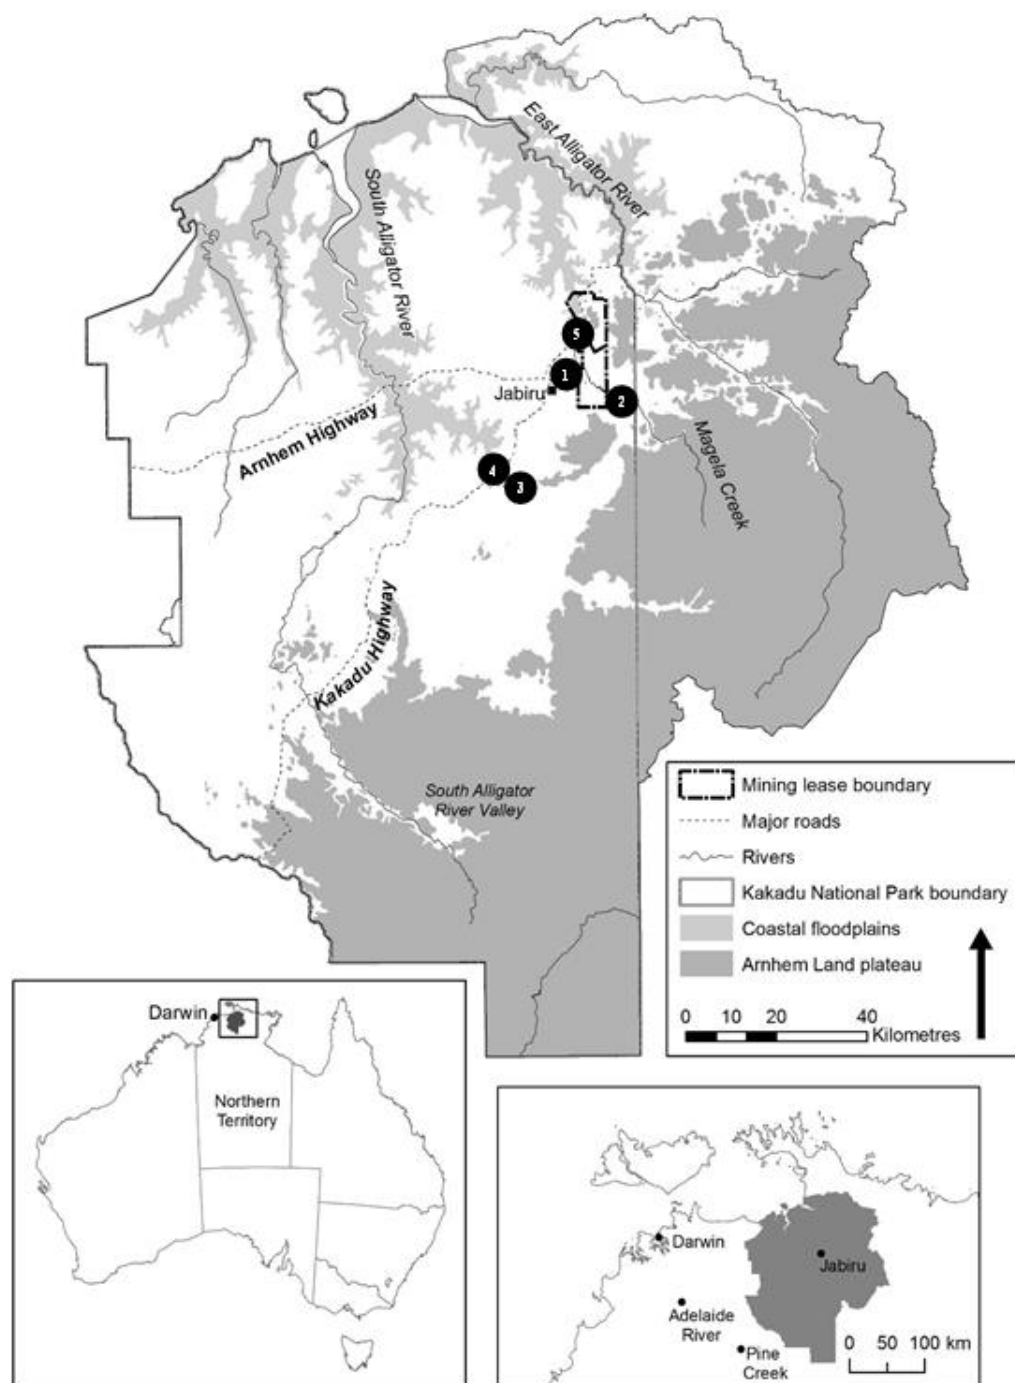 East Alligator River
South Alligator River
5
1
Jabiru
2
Arnhem Highway
4
3
Magela Creek
Kakadu Highway
South Alligator
River Valley
Mining lease boundary
Major roads
Rivers
Kakadu National Park boundary
Coastal floodplains
Arnhem Land plateau
0 20 40
Kilometres
Darwin
Northern
Territory
Darwin
Jabiru
Adelaide
River
Pine
Creek
0 50 100 km